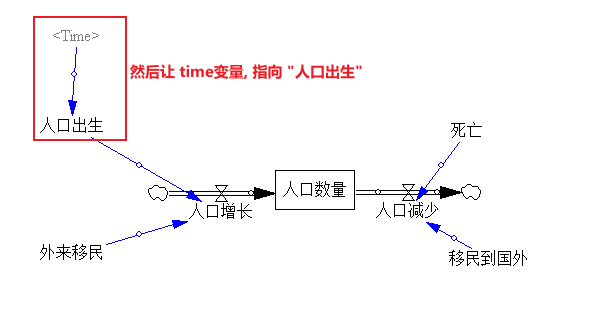 <Time>
然后让 time变量, 指向 "人口出生"
人口出生
死亡
人口数量
人口增长
人口减少
外来移民
移民到国外